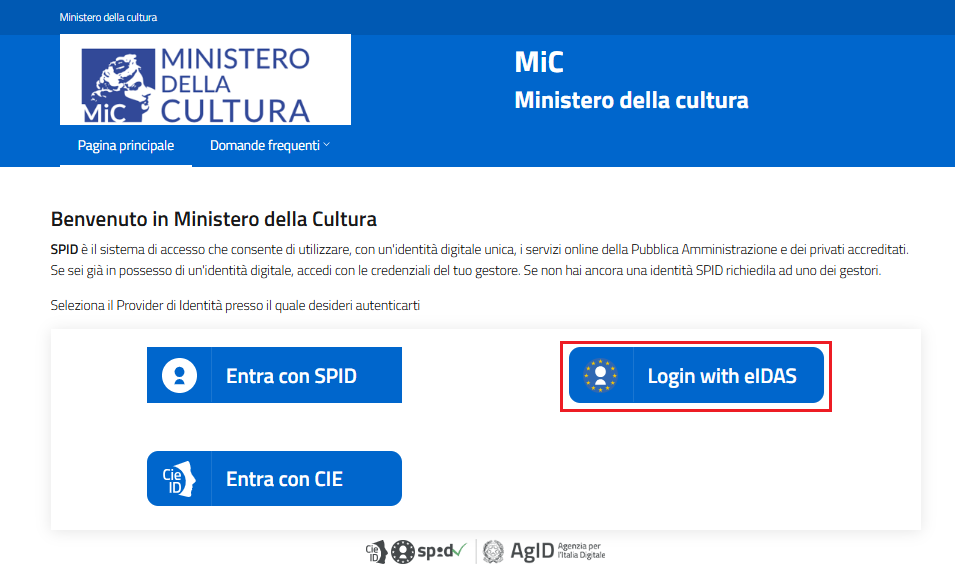 Ministero della cultura
MiC
MINISTERO
DELLA
CULTURA
MiC
Ministero della cultura
Pagina principale
Domande frequenti
Benvenuto in Ministero della Cultura
SPID è il sistema di accesso che consente di utilizzare, con un'identità digitale unica, i servizi online della Pubblica Amministrazione e dei privati accreditati.
Se sei già in possesso di un'identità digitale, accedi con le credenziali del tuo gestore. Se non hai ancora una identità SPID richiedila ad uno dei gestori.
Seleziona il Provider di Identità presso il quale desideri autenticarti
Entra con SPID
Login with eIDAS
Cie
ID
Entra con CIE
Cie
ID
spid
AgID
Agenzia per
l'Italia Digitale